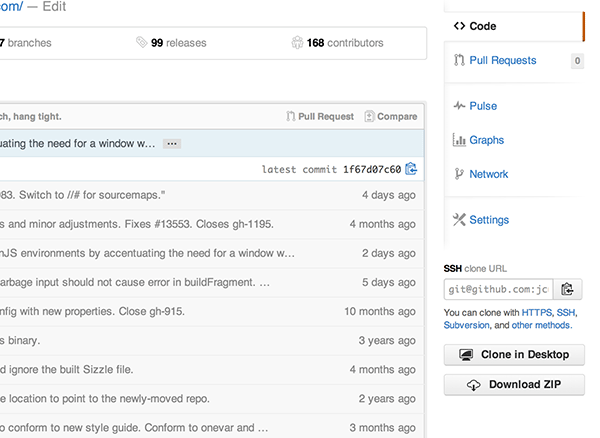 com/ — Edit
7 branches
99 releases
168 contributors
ch, hang tight.
Pull Request
Compare
uating the need for a window w… ...
latest commit 1f67d07c60
983. Switch to //# for sourcemaps."
4 days ago
s and minor adjustments. Fixes #13553. Closes gh-1195.
4 months ago
nJS environments by accentuating the need for a window w…
2 days ago
arbage input should not cause error in buildFragment. …
5 days ago
nfig with new properties. Close gh-915.
10 months ago
s binary.
3 years ago
d ignore the built Sizzle file.
4 months ago
e location to point to the newly-moved repo.
2 years ago
o conform to new style guide. Conform to onevar and …
3 months ago
Code
Pull Requests 0
Pulse
Graphs
Network
Settings
SSH clone URL
git@github.com:jc
You can clone with HTTPS, SSH,
Subversion, and other methods.
Clone in Desktop
Download ZIP